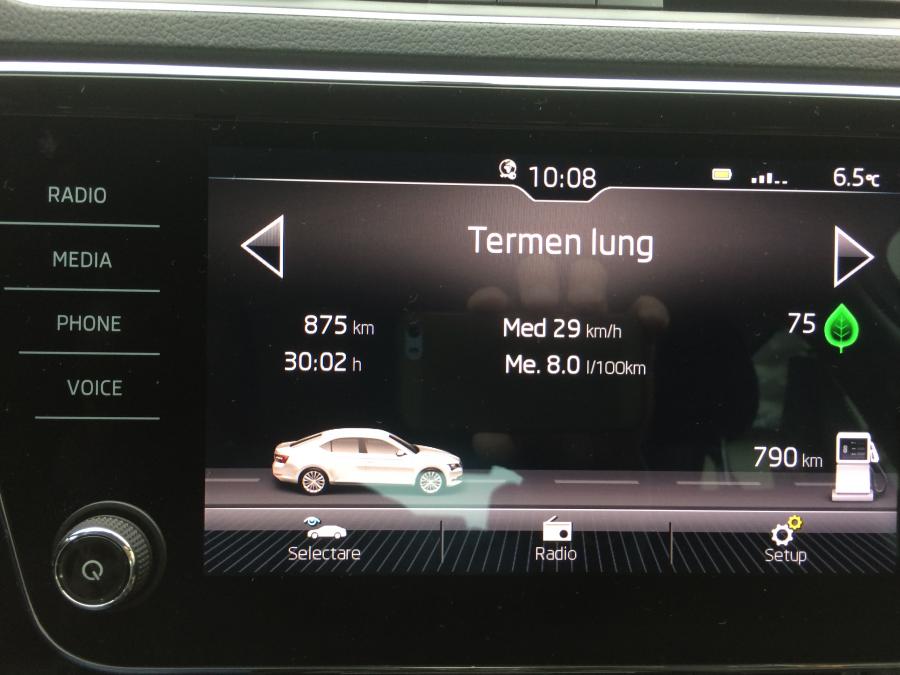 10:08
6.5°C
RADIO
MEDIA
PHONE
VOICE
Termen lung
875 km
Med 29 km/h
75
30:02 h
Me. 8.0 l/100km
790 km
Selectare
Radio
Setup